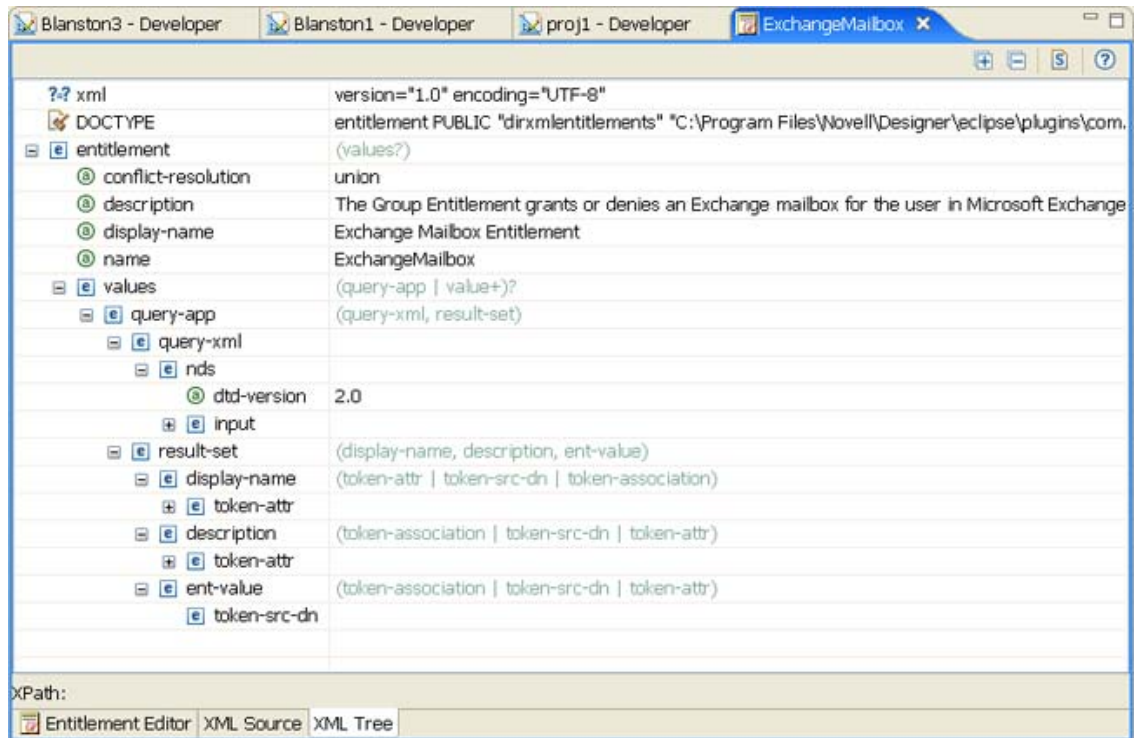 Blanston3 - Developer Blanston1 - Developer proj1 - Developer ExchangeMailbox
?=? xml version="1.0" encoding="UTF-8"
DOCTYPE entitlement PUBLIC "dirxmlentitlements" "C:\Program Files\Novell\Designer\eclipse\plugins\com.
e entitlement (values?)
a conflict-resolution union
a description The Group Entitlement grants or denies an Exchange mailbox for the user in Microsoft Exchange
a display-name Exchange Mailbox Entitlement
a name ExchangeMailbox
e values (query-app | value+)?
e query-app (query-xml, result-set)
e query-xml
e nds
a dtd-version 2.0
e input
e result-set (display-name, description, ent-value)
e display-name (token-attr | token-src-dn | token-association)
e token-attr
e description (token-association | token-src-dn | token-attr)
e token-attr
e ent-value (token-association | token-src-dn | token-attr)
e token-src-dn
XPath:
Entitlement Editor XML Source XML Tree